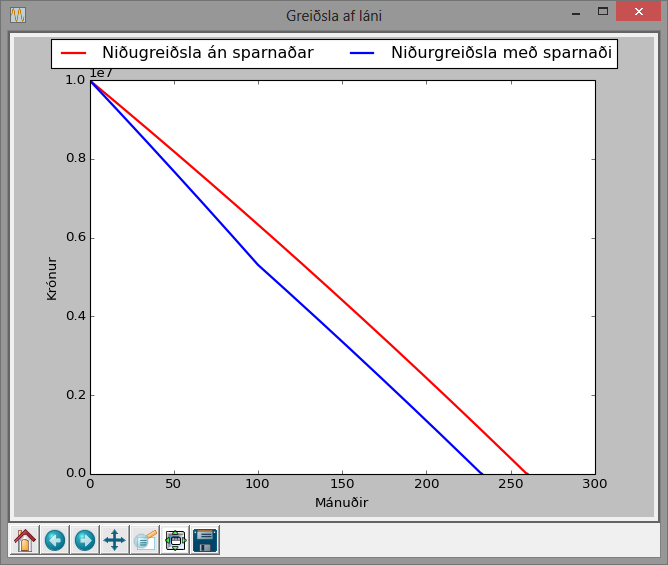 Greiðsla af láni
Niðugreiðsla án sparnaðar
Niðurgreiðsla með sparnaði
1e7
1.0
0.8
0.6
0.4
0.2
0.0
Krónur
0 50 100 150 200 250 300
Mánuðir